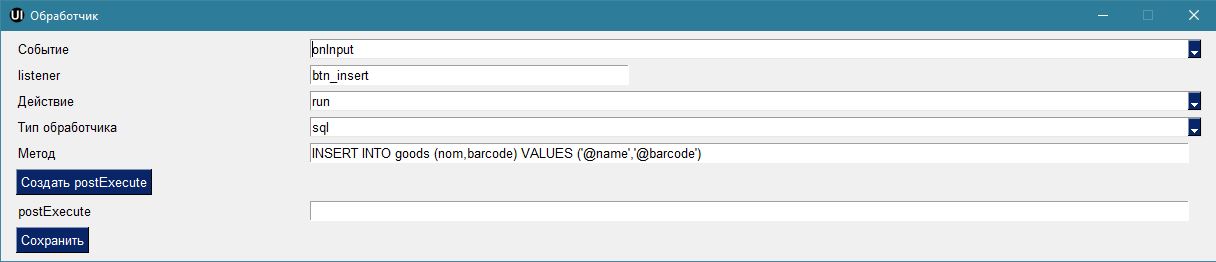 UI Обработчик
Событие onInput
listener btn_insert
Действие run
Тип обработчика sql
Метод INSERT INTO goods (nom,barcode) VALUES ('@name','@barcode')
Создать postExecute
postExecute
Сохранить